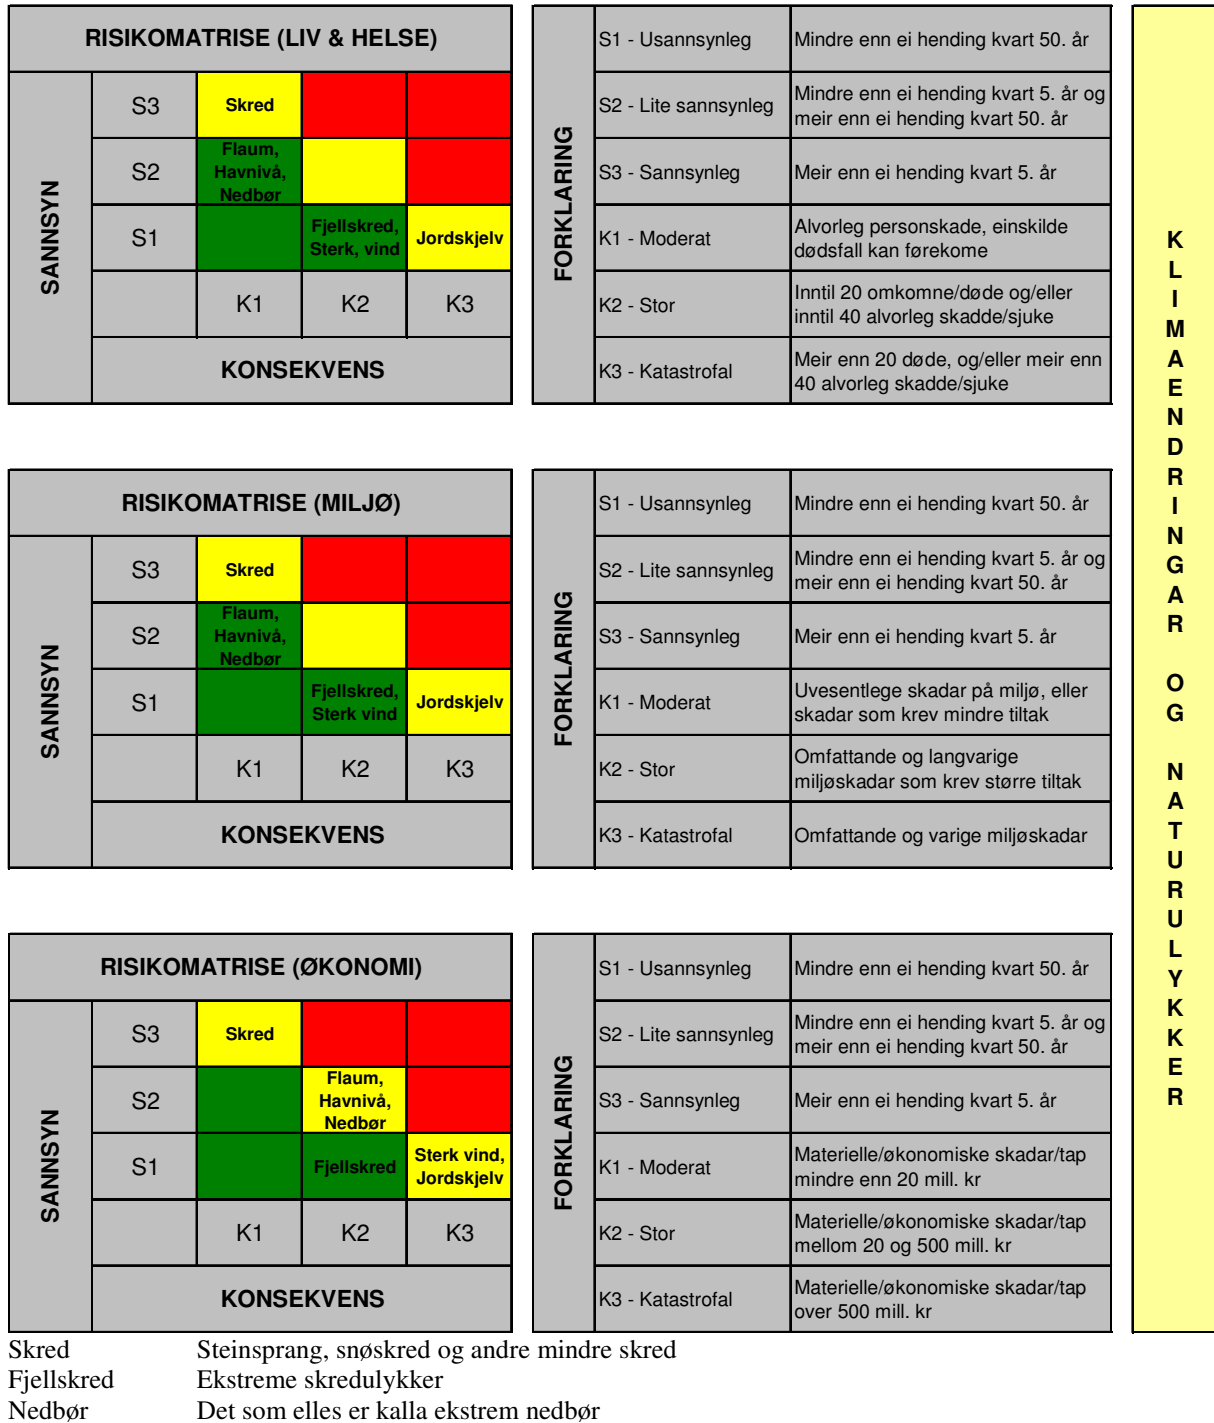 RISIKOMATRISE (LIV & HELSE)
SANNSYN
S3
Skred
S2
Flaum,
Havnivå,
Nedbør
S1
Fjellskred,
Sterk, vind
Jordskjelv
K1
K2
K3
KONSEKVENS
FORKLARING
S1 - Usannsynleg
Mindre enn ei hending kvart 50. år
S2 - Lite sannsynleg
Mindre enn ei hending kvart 5. år og
meir enn ei hending kvart 50. år
S3 - Sannsynleg
Meir enn ei hending kvart 5. år
K1 - Moderat
Alvorleg personskade, einskilde
dødsfall kan førekome
K2 - Stor
Inntil 20 omkomne/døde og/eller
inntil 40 alvorleg skadde/sjuke
K3 - Katastrofal
Meir enn 20 døde, og/eller meir enn
40 alvorleg skadde/sjuke
RISIKOMATRISE (MILJØ)
SANNSYN
S3
Skred
S2
Flaum,
Havnivå,
Nedbør
S1
Fjellskred,
Sterk vind
Jordskjelv
K1
K2
K3
KONSEKVENS
FORKLARING
S1 - Usannsynleg
Mindre enn ei hending kvart 50. år
S2 - Lite sannsynleg
Mindre enn ei hending kvart 5. år og
meir enn ei hending kvart 50. år
S3 - Sannsynleg
Meir enn ei hending kvart 5. år
K1 - Moderat
Uvesentlege skadar på miljø, eller
skadar som krev mindre tiltak
K2 - Stor
Omfattande og langvarige
miljøskadar som krev større tiltak
K3 - Katastrofal
Omfattande og varige miljøskadar
RISIKOMATRISE (ØKONOMI)
SANNSYN
S3
Skred
S2
Flaum,
Havnivå,
Nedbør
S1
Fjellskred
Sterk vind,
Jordskjelv
K1
K2
K3
KONSEKVENS
FORKLARING
S1 - Usannsynleg
Mindre enn ei hending kvart 50. år
S2 - Lite sannsynleg
Mindre enn ei hending kvart 5. år og
meir enn ei hending kvart 50. år
S3 - Sannsynleg
Meir enn ei hending kvart 5. år
K1 - Moderat
Materielle/økonomiske skadar/tap
mindre enn 20 mill. kr
K2 - Stor
Materielle/økonomiske skadar/tap
mellom 20 og 500 mill. kr
K3 - Katastrofal
Materielle/økonomiske skadar/tap
over 500 mill. kr
KLIMAENDRINGAR OG NATURULYKKER
Skred Steinsprang, snøskred og andre mindre skred
Fjellskred Ekstreme skredulykker
Nedbør Det som elles er kalla ekstrem nedbør